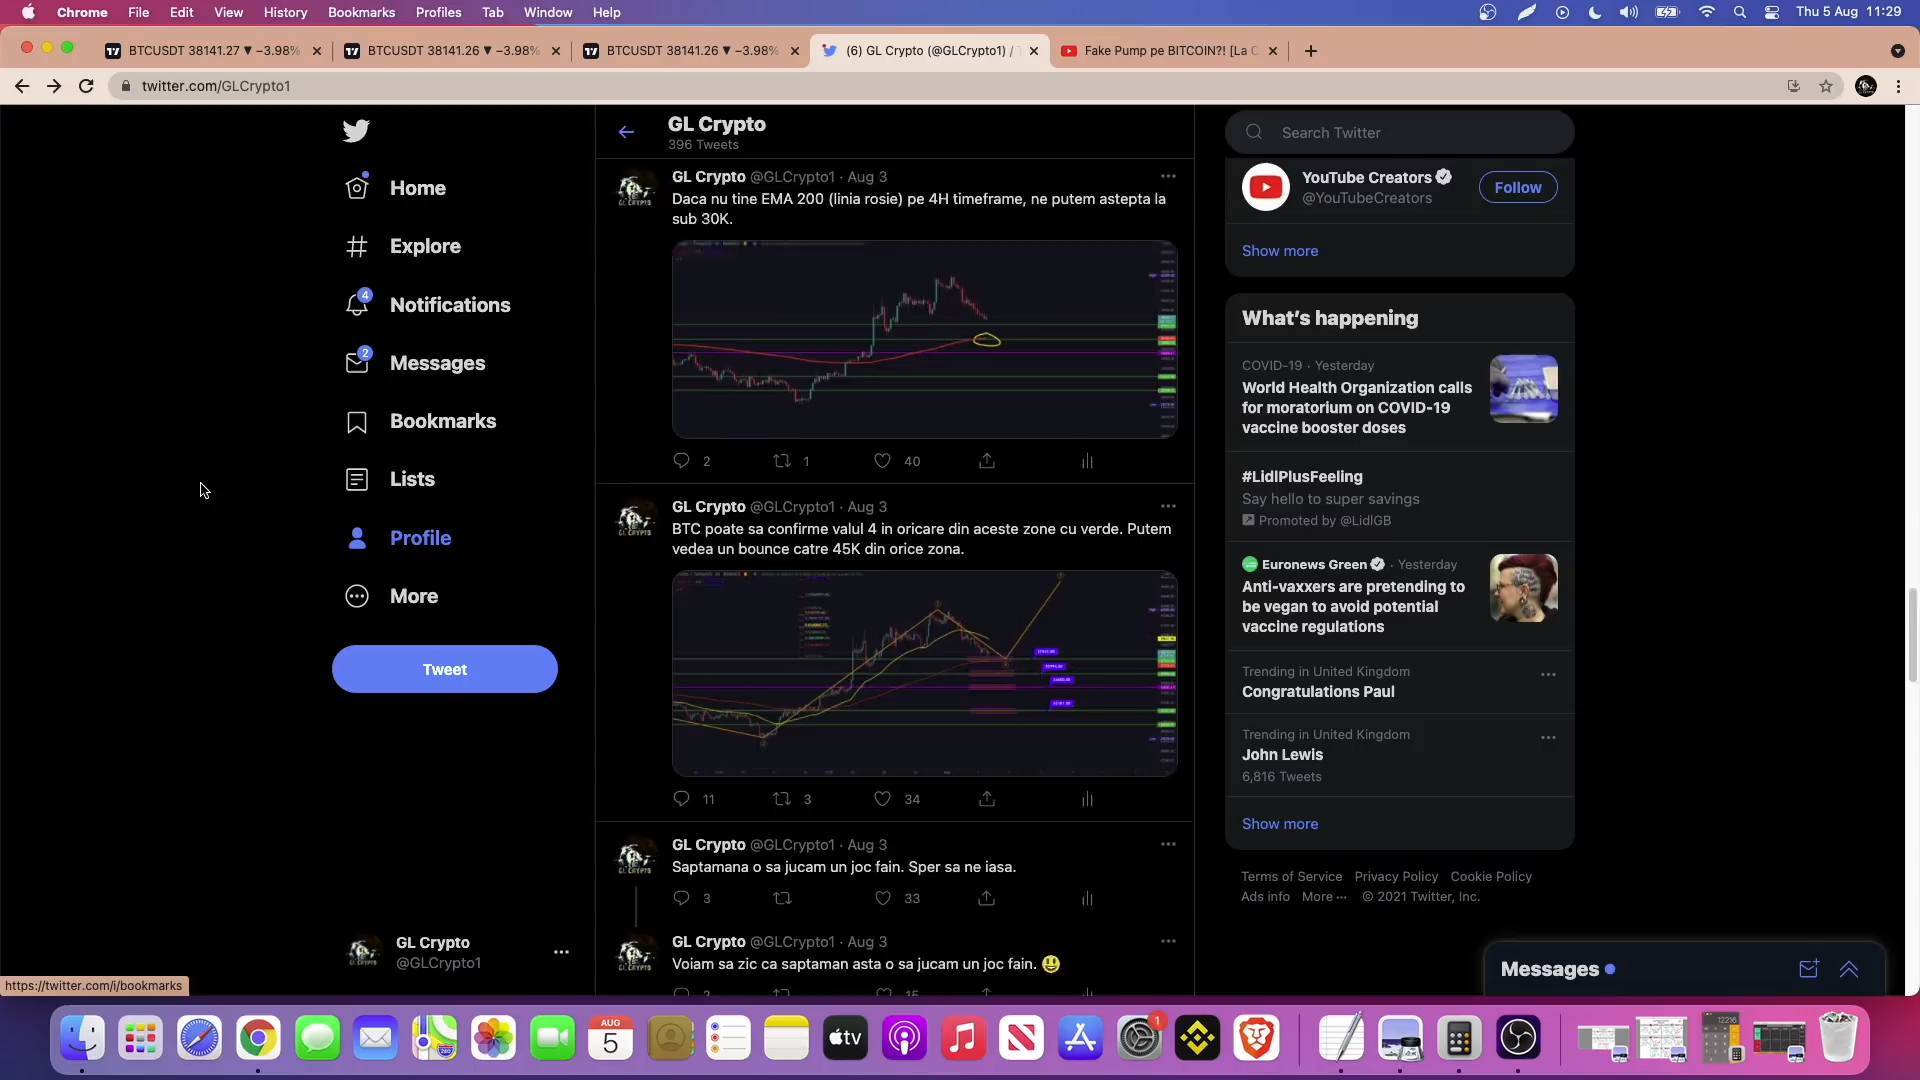 Chrome File Edit View History Bookmarks Profiles Tab Window Help
Thu 5 Aug 11:29
BTCUSDT 38141.27 ▼ −3.98%
BTCUSDT 38141.26 ▼ −3.98%
BTCUSDT 38141.26 ▼ −3.98%
(6) GL Crypto (@GLCrypto1) /
Fake Pump pe BITCOIN?! [La
twitter.com/GLCrypto1
Home
Explore
4
Notifications
2
Messages
Bookmarks
Lists
Profile
More
Tweet
GL Crypto
@GLCrypto1
https://twitter.com/i/bookmarks
GL Crypto
396 Tweets
GL Crypto @GLCrypto1 · Aug 3
Daca nu tine EMA 200 (linia rosie) pe 4H timeframe, ne putem astepta la
sub 30K.
2 1 40
GL Crypto @GLCrypto1 · Aug 3
BTC poate sa confirme valul 4 in oricare din aceste zone cu verde. Putem
vedea un bounce catre 45K din orice zona.
11 3 34
GL Crypto @GLCrypto1 · Aug 3
Saptamana o sa jucam un joc fain. Sper sa ne iasa.
3 33
GL Crypto @GLCrypto1 · Aug 3
Voiam sa zic ca saptaman asta o sa jucam un joc fain. 😃
Search Twitter
YouTube Creators
@YouTubeCreators
Follow
Show more
What's happening
COVID-19 · Yesterday
World Health Organization calls
for moratorium on COVID-19
vaccine booster doses
#LidlPlusFeeling
Say hello to super savings
Promoted by @LidlGB
Euronews Green · Yesterday
Anti-vaxxers are pretending to
be vegan to avoid potential
vaccine regulations
Trending in United Kingdom
Congratulations Paul
Trending in United Kingdom
John Lewis
6,816 Tweets
Show more
Terms of Service Privacy Policy Cookie Policy
Ads info More ··· © 2021 Twitter, Inc.
Messages
AUG
5
tv
1
12216